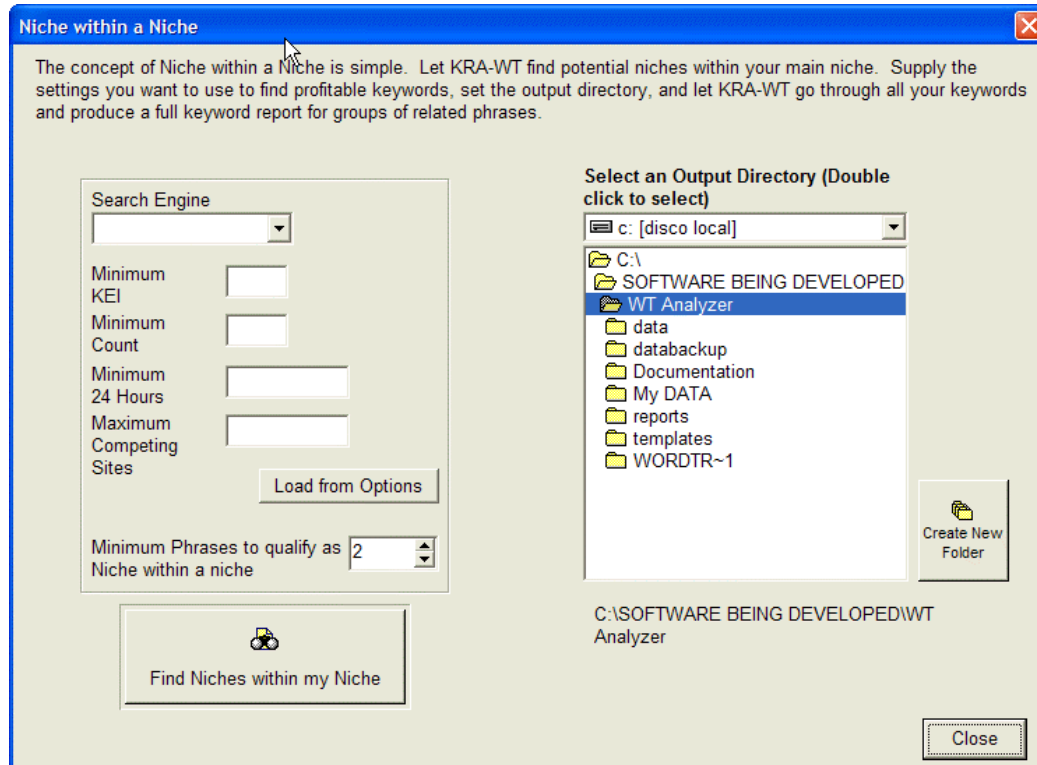 Niche within a Niche
The concept of Niche within a Niche is simple.  Let KRA-WT find potential niches within your main niche.  Supply the
settings you want to use to find profitable keywords, set the output directory, and let KRA-WT go through all your keywords
and produce a full keyword report for groups of related phrases.
Search Engine
Minimum
KEI
Minimum
Count
Minimum
24 Hours
Maximum
Competing
Sites
Load from Options
Minimum Phrases to qualify as
Niche within a niche
2
Find Niches within my Niche
Select an Output Directory (Double
click to select)
c: [disco local]
C:\
SOFTWARE BEING DEVELOPED
WT Analyzer
data
databackup
Documentation
My DATA
reports
templates
WORDTR~1
Create New
Folder
C:\SOFTWARE BEING DEVELOPED\WT
Analyzer
Close